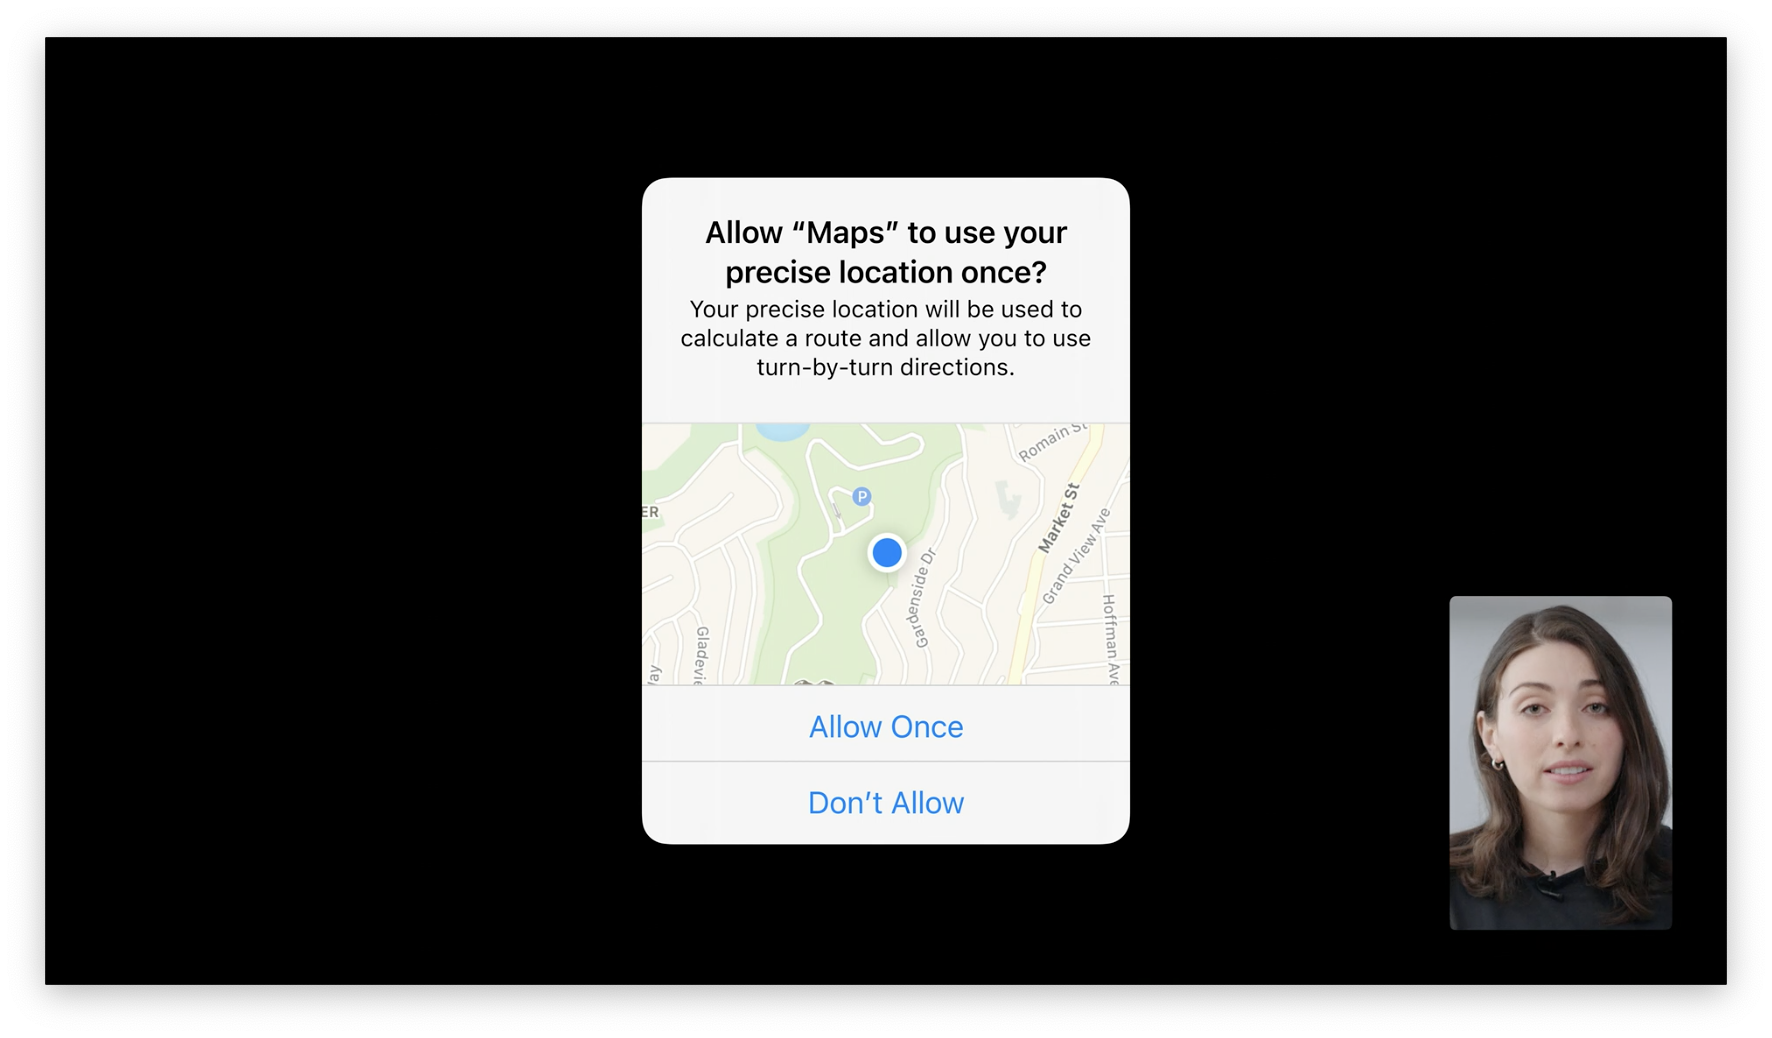 Allow “Maps” to use your
precise location once?
Your precise location will be used to
calculate a route and allow you to use
turn-by-turn directions.
Romain St
P
ER
Market St
Grand View Ave
Gardenside Dr
Hoffman Ave
Gladevie
ay
Allow Once
Don’t Allow